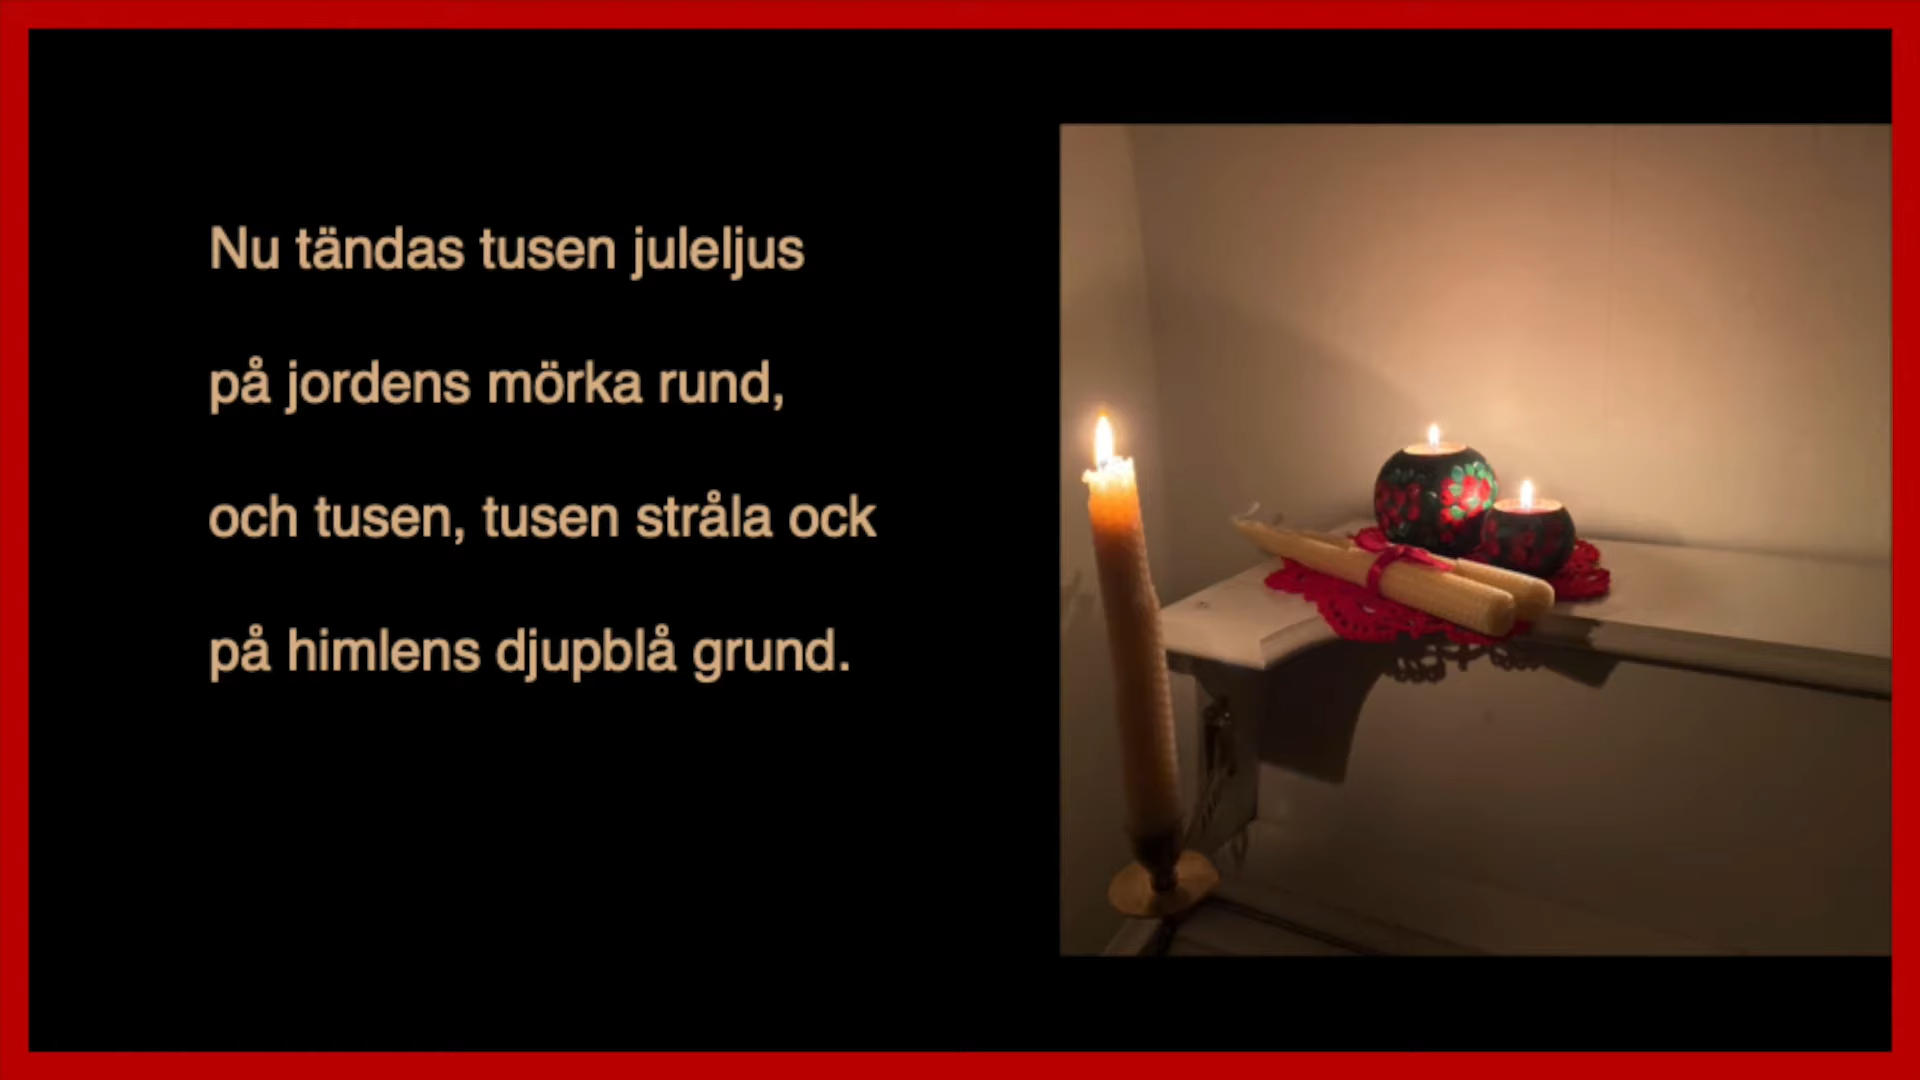 Nu tändas tusen juleljus
på jordens mörka rund,
och tusen, tusen stråla ock
på himlens djupblå grund.